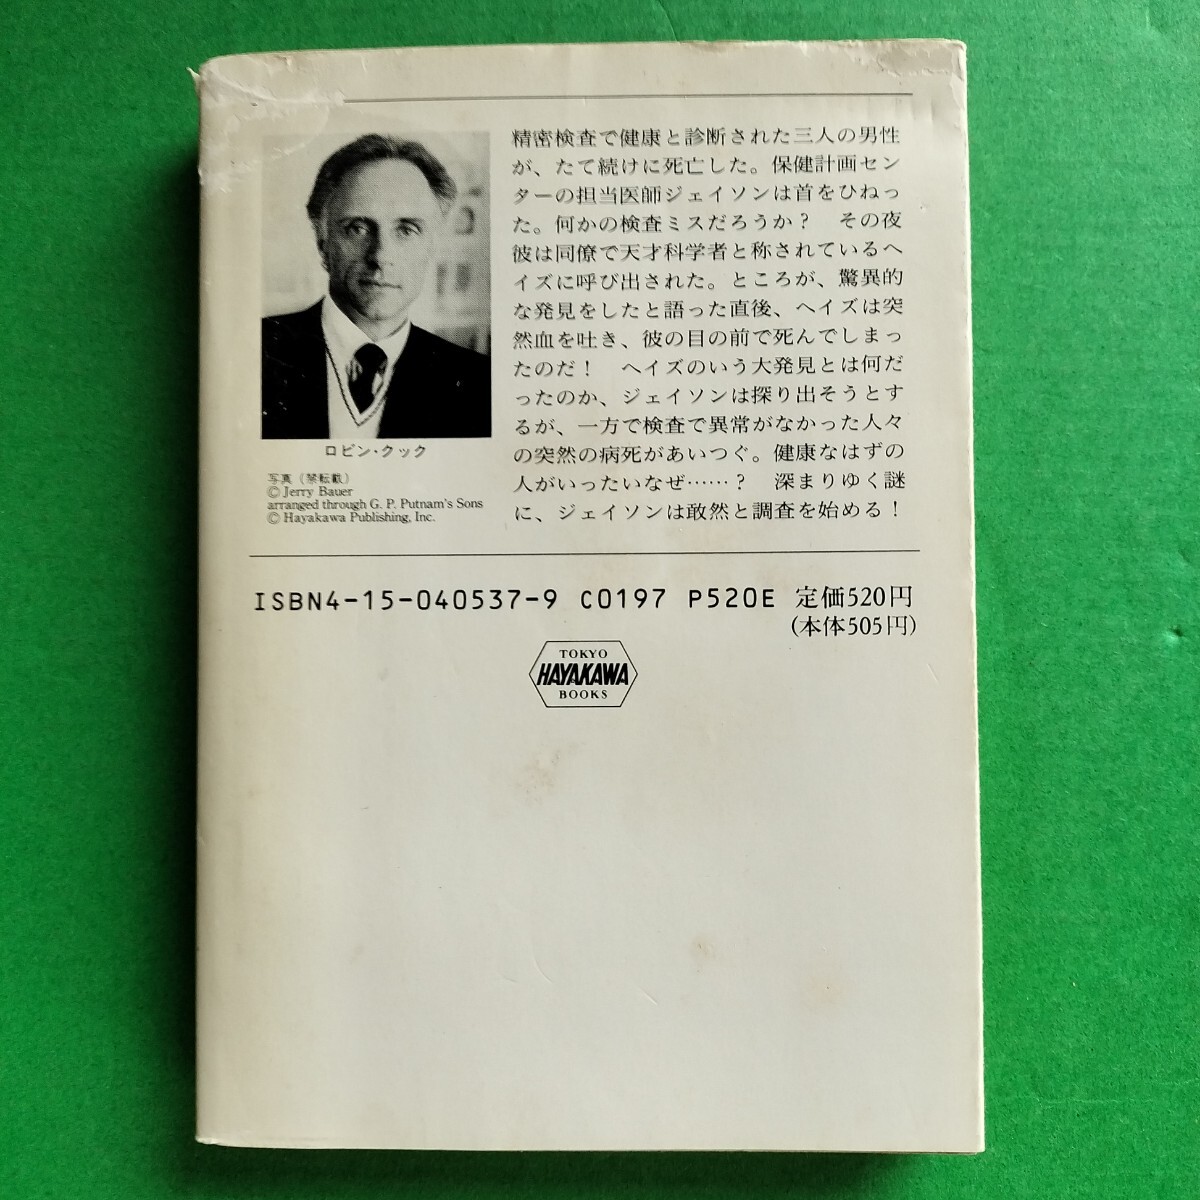 精密検査で健康と診断された三人の男性
が、たて続けに死亡した。保健計画セン
ターの担当医師ジェイソンは首をひねっ
た。何かの検査ミスだろうか？　その夜
彼は同僚で天才科学者と称されているヘ
イズに呼び出された。ところが、驚異的
な発見をしたと語った直後、ヘイズは突
然血を吐き、彼の目の前で死んでしまっ
たのだ！　ヘイズのいう大発見とは何だ
ったのか、ジェイソンは探り出そうとす
るが、一方で検査で異常がなかった人々
の突然の病死があいつぐ。健康なはずの
人がいったいなぜ……？　深まりゆく謎
に、ジェイソンは敢然と調査を始める！
ロビン・クック
写真（禁転載）
© Jerry Bauer
arranged through G. P. Putnam's Sons
© Hayakawa Publishing, Inc.
ISBN4-15-040537-9 C0197 P520E 定価520円
(本体505円)
TOKYO
HAYAKAWA
BOOKS